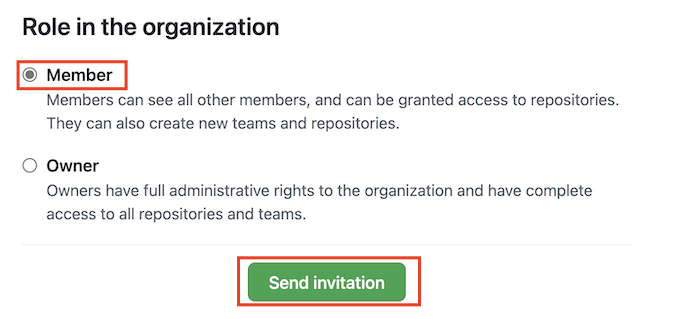 Role in the organization
Member
Members can see all other members, and can be granted access to repositories.
They can also create new teams and repositories.
Owner
Owners have full administrative rights to the organization and have complete
access to all repositories and teams.
Send invitation